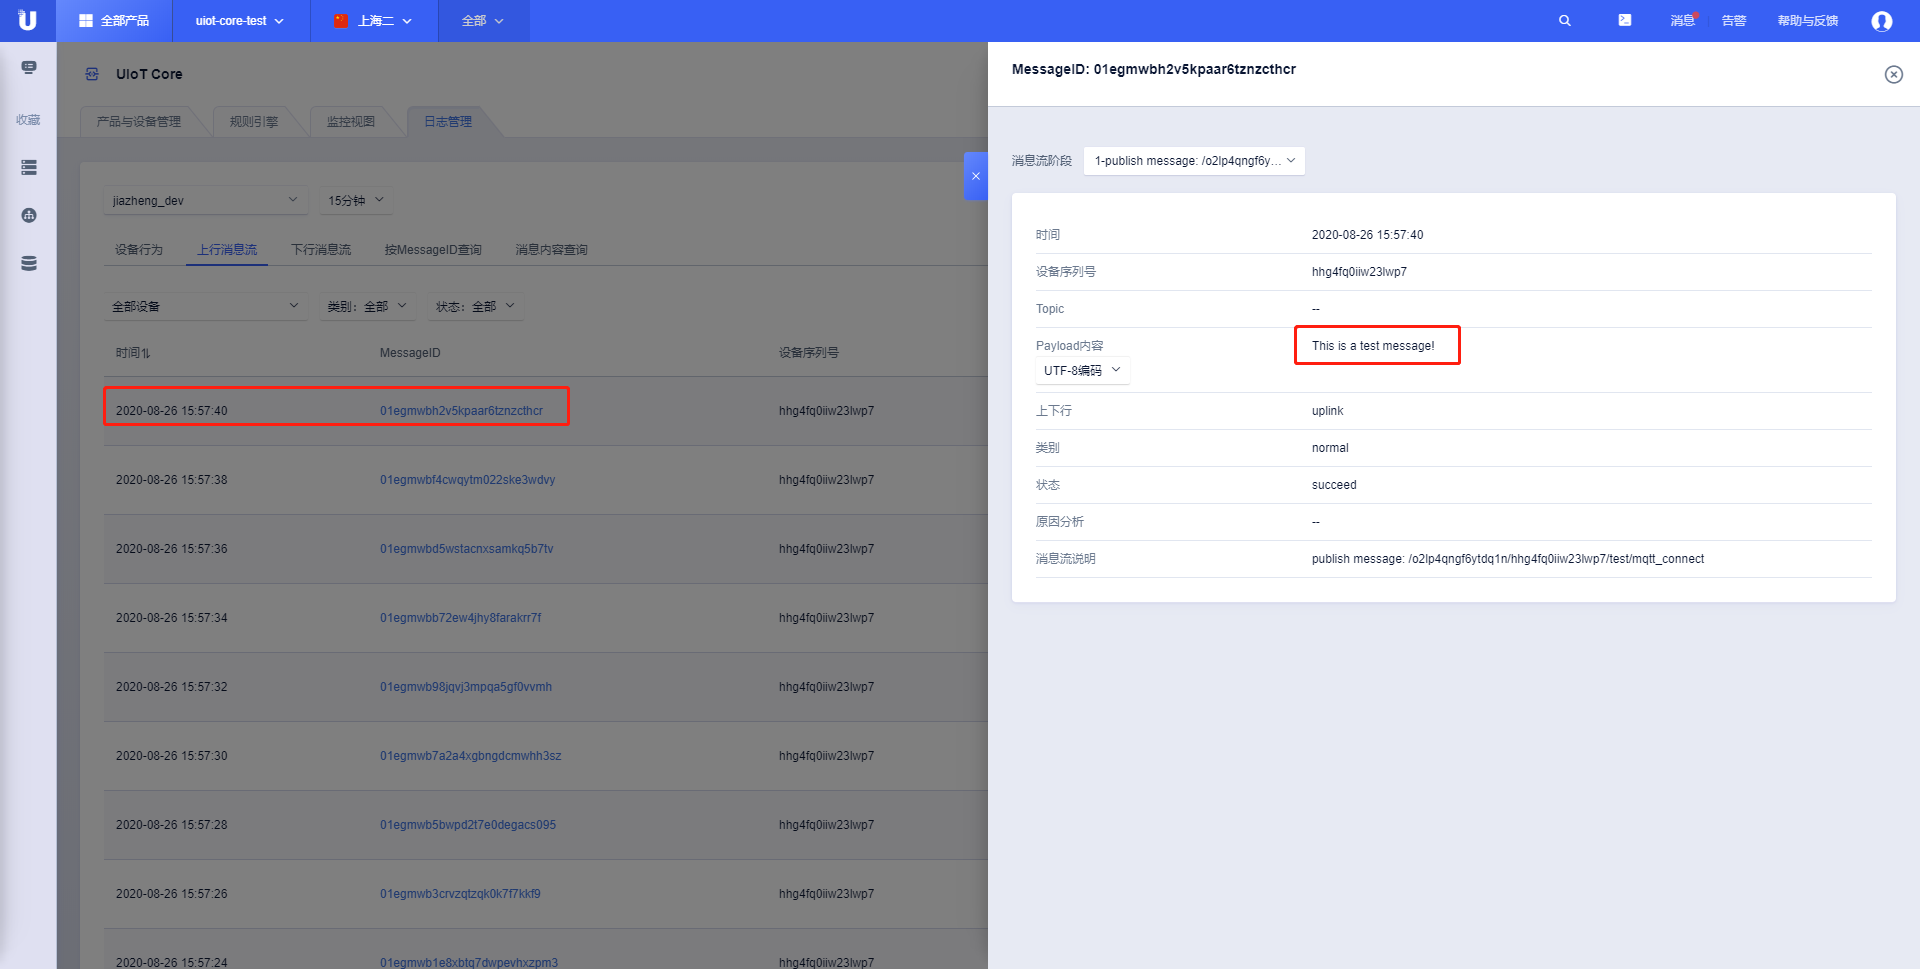 全部产品
uiot-core-test
上海二
全部
消息
告警
帮助与反馈
收藏
UIoT Core
产品与设备管理
规则引擎
监控视图
日志管理
jiazheng_dev
15分钟
设备行为
上行消息流
下行消息流
按MessageID查询
消息内容查询
全部设备
类别：全部
状态：全部
时间
MessageID
设备序列号
2020-08-26 15:57:40
01egmwbh2v5kpaar6tznzcthcr
hhg4fq0iiw23lwp7
2020-08-26 15:57:38
01egmwbf4cwqytm022ske3wdvy
hhg4fq0iiw23lwp7
2020-08-26 15:57:36
01egmwbd5wstacnxsamkq5b7tv
hhg4fq0iiw23lwp7
2020-08-26 15:57:34
01egmwbb72ew4jhy8farakrr7f
hhg4fq0iiw23lwp7
2020-08-26 15:57:32
01egmwb98jqvj3mpqa5gf0vvmh
hhg4fq0iiw23lwp7
2020-08-26 15:57:30
01egmwb7a2a4xgbngdcmwhh3sz
hhg4fq0iiw23lwp7
2020-08-26 15:57:28
01egmwb5bwpd2t7e0degacs095
hhg4fq0iiw23lwp7
2020-08-26 15:57:26
01egmwb3crvzqtzqk0k7f7kkf9
hhg4fq0iiw23lwp7
2020-08-26 15:57:24
01egmwb1e8xbtq7dwpevhxzpm3
hhg4fq0iiw23lwp7
MessageID: 01egmwbh2v5kpaar6tznzcthcr
消息流阶段
1-publish message: /o2lp4qngf6y...
时间
2020-08-26 15:57:40
设备序列号
hhg4fq0iiw23lwp7
Topic
--
Payload内容
This is a test message!
UTF-8编码
上下行
uplink
类别
normal
状态
succeed
原因分析
--
消息流说明
publish message: /o2lp4qngf6ytdq1n/hhg4fq0iiw23lwp7/test/mqtt_connect